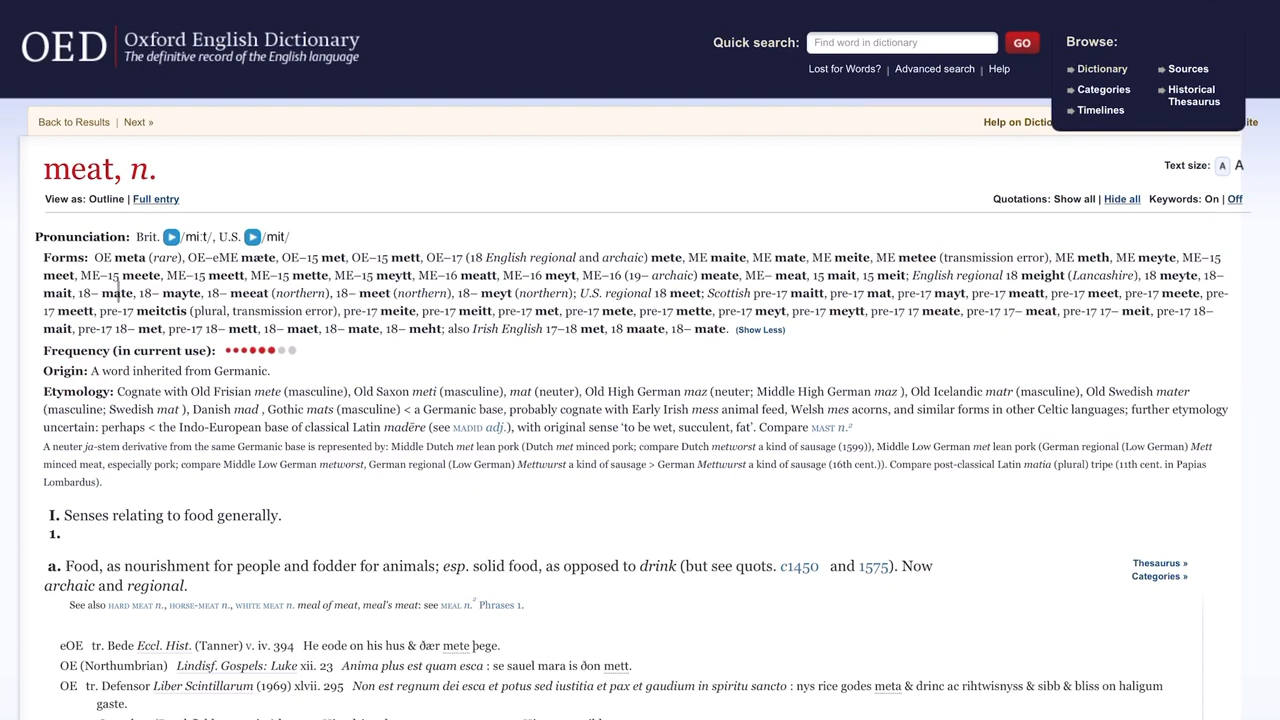 OED Oxford English Dictionary
The definitive record of the English language
Quick search: Find word in dictionary GO
Lost for Words? | Advanced search | Help
Browse:
Dictionary
Categories
Timelines
Sources
Historical
Thesaurus
Back to Results | Next »
Help on Dictio
ite
meat, n.
Text size: A A
View as: Outline | Full entry
Quotations: Show all | Hide all Keywords: On | Off
Pronunciation: Brit. /miːt/, U.S. /mit/
Forms: OE meta (rare), OE–eME mæte, OE–15 met, OE–15 mett, OE–17 (18 English regional and archaic) mete, ME maite, ME mate, ME meite, ME metee (transmission error), ME meth, ME meyte, ME–15
meet, ME–15 meete, ME–15 meett, ME–15 mette, ME–15 meytt, ME–16 meatt, ME–16 meyt, ME–16 (19– archaic) meate, ME– meat, 15 mait, 15 meit; English regional 18 meight (Lancashire), 18 meyte, 18–
mait, 18– mate, 18– mayte, 18– meeat (northern), 18– meet (northern), 18– meyt (northern); U.S. regional 18 meet; Scottish pre-17 maitt, pre-17 mat, pre-17 mayt, pre-17 meatt, pre-17 meet, pre-17 meete, pre-
17 meett, pre-17 meitctis (plural, transmission error), pre-17 meite, pre-17 meitt, pre-17 met, pre-17 mete, pre-17 mette, pre-17 meyt, pre-17 meytt, pre-17 17 meate, pre-17 17– meat, pre-17 17– meit, pre-17 18–
mait, pre-17 18– met, pre-17 18– mett, 18– maet, 18– mate, 18– meht; also Irish English 17–18 met, 18 maate, 18– mate. (Show Less)
Frequency (in current use):
Origin: A word inherited from Germanic.
Etymology: Cognate with Old Frisian mete (masculine), Old Saxon meti (masculine), mat (neuter), Old High German maz (neuter; Middle High German maz ), Old Icelandic matr (masculine), Old Swedish mater
(masculine; Swedish mat ), Danish mad , Gothic mats (masculine) < a Germanic base, probably cognate with Early Irish mess animal feed, Welsh mes acorns, and similar forms in other Celtic languages; further etymology
uncertain: perhaps < the Indo-European base of classical Latin madēre (see MADID adj.), with original sense ‘to be wet, succulent, fat’. Compare MAST n.²
A neuter ja-stem derivative from the same Germanic base is represented by: Middle Dutch met lean pork (Dutch met minced pork; compare Dutch metworst a kind of sausage (1599)), Middle Low German met lean pork (German regional (Low German) Mett
minced meat, especially pork; compare Middle Low German metworst, German regional (Low German) Mettwurst a kind of sausage > German Mettwurst a kind of sausage (16th cent.)). Compare post-classical Latin matia (plural) tripe (11th cent. in Papias
Lombardus).
I. Senses relating to food generally.
1.
a. Food, as nourishment for people and fodder for animals; esp. solid food, as opposed to drink (but see quots. c1450 and 1575). Now
archaic and regional.
Thesaurus »
Categories »
See also HARD MEAT n., HORSE-MEAT n., WHITE MEAT n. meal of meat, meal's meat: see MEAL n.² Phrases 1.
eOE tr. Bede Eccl. Hist. (Tanner) V. iv. 394 He eode on his hus & ðær mete þege.
OE (Northumbrian) Lindisf. Gospels: Luke xii. 23 Anima plus est quam esca : se sauel mara is ðon mett.
OE tr. Defensor Liber Scintillarum (1969) xlvii. 295 Non est regnum dei esca et potus sed iustitia et pax et gaudium in spiritu sancto : nys rice godes meta & drinc ac rihtwisnyss & sibb & bliss on haligum
gaste.